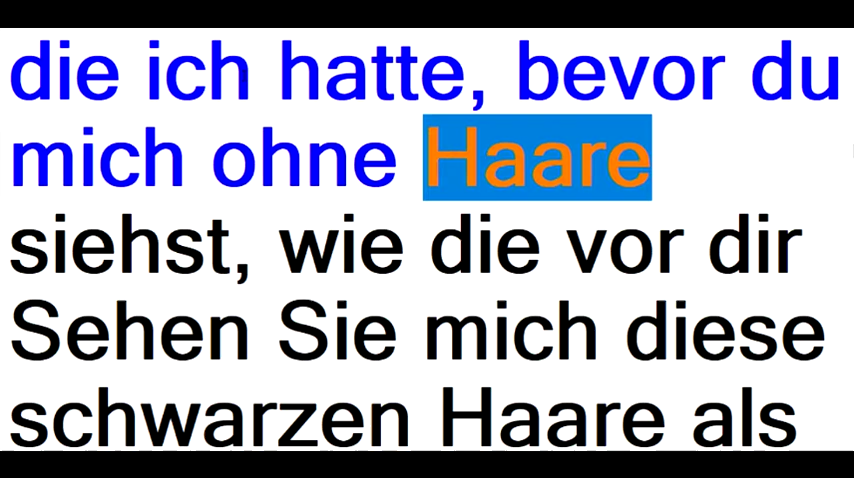 die ich hatte, bevor du
mich ohne Haare
siehst, wie die vor dir
Sehen Sie mich diese
schwarzen Haare als